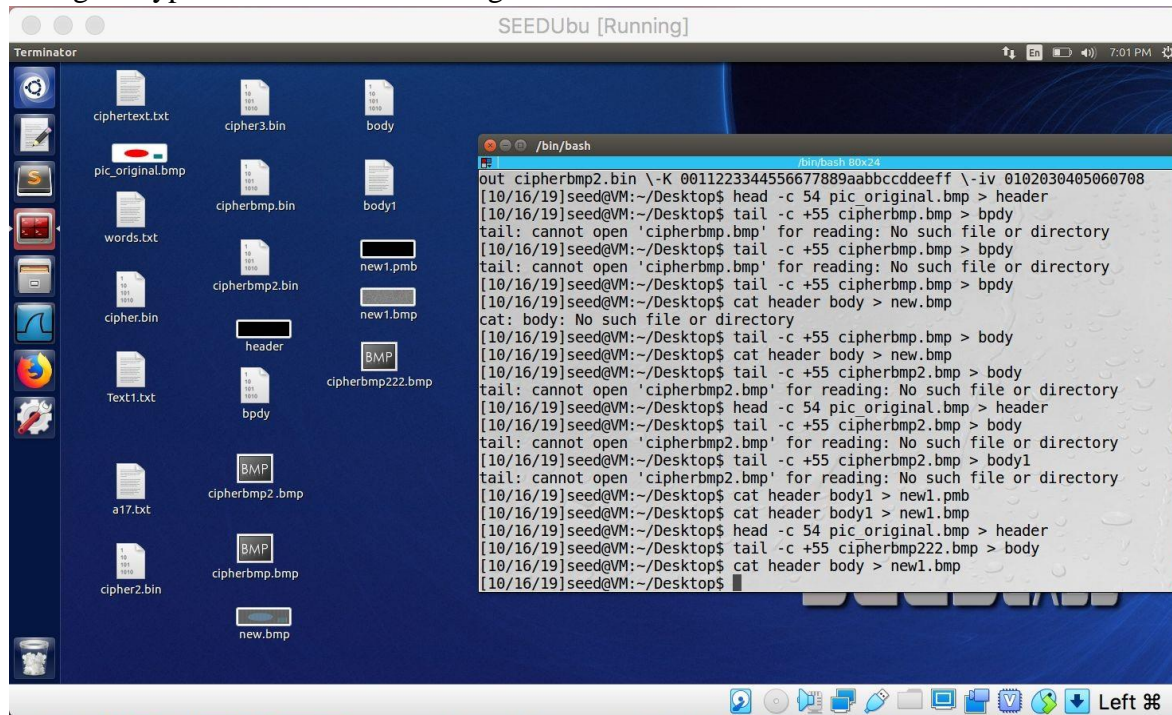 SEEDUbu [Running]
Terminator
En
7:01 PM
ciphertext.txt
cipher3.bin
body
pic_original.bmp
cipherbmp.bin
body1
words.txt
new1.pmb
cipherbmp2.bin
new1.bmp
cipher.bin
header
BMP
cipherbmp222.bmp
Text1.txt
bpdy
BMP
cipherbmp2.bmp
a17.txt
BMP
cipherbmp.bmp
cipher2.bin
new.bmp
/bin/bash
/bin/bash 80x24
out cipherbmp2.bin \-K 0011223344556677889aabbccddeeff \-iv 0102030405060708
[10/16/19]seed@VM:~/Desktop$ head -c 54 pic_original.bmp > header
[10/16/19]seed@VM:~/Desktop$ tail -c +55 cipherbmp.bmp > bpdy
tail: cannot open 'cipherbmp.bmp' for reading: No such file or directory
[10/16/19]seed@VM:~/Desktop$ tail -c +55 cipherbmp.bmp > bpdy
tail: cannot open 'cipherbmp.bmp' for reading: No such file or directory
[10/16/19]seed@VM:~/Desktop$ tail -c +55 cipherbmp.bmp > bpdy
[10/16/19]seed@VM:~/Desktop$ cat header body > new.bmp
cat: body: No such file or directory
[10/16/19]seed@VM:~/Desktop$ tail -c +55 cipherbmp.bmp > body
[10/16/19]seed@VM:~/Desktop$ cat header body > new.bmp
[10/16/19]seed@VM:~/Desktop$ tail -c +55 cipherbmp2.bmp > body
tail: cannot open 'cipherbmp2.bmp' for reading: No such file or directory
[10/16/19]seed@VM:~/Desktop$ head -c 54 pic_original.bmp > header
[10/16/19]seed@VM:~/Desktop$ tail -c +55 cipherbmp2.bmp > body
tail: cannot open 'cipherbmp2.bmp' for reading: No such file or directory
[10/16/19]seed@VM:~/Desktop$ tail -c +55 cipherbmp2.bmp > body1
tail: cannot open 'cipherbmp2.bmp' for reading: No such file or directory
[10/16/19]seed@VM:~/Desktop$ cat header body1 > new1.pmb
[10/16/19]seed@VM:~/Desktop$ cat header body1 > new1.bmp
[10/16/19]seed@VM:~/Desktop$ head -c 54 pic_original.bmp > header
[10/16/19]seed@VM:~/Desktop$ tail -c +55 cipherbmp222.bmp > body
[10/16/19]seed@VM:~/Desktop$ cat header body > new1.bmp
[10/16/19]seed@VM:~/Desktop$
Left ⌘